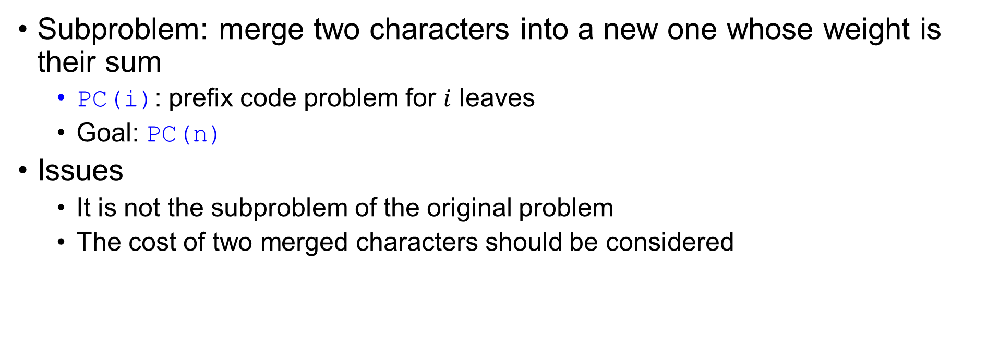 • Subproblem: merge two characters into a new one whose weight is
their sum
• PC(i): prefix code problem for i leaves
• Goal: PC(n)
• Issues
• It is not the subproblem of the original problem
• The cost of two merged characters should be considered